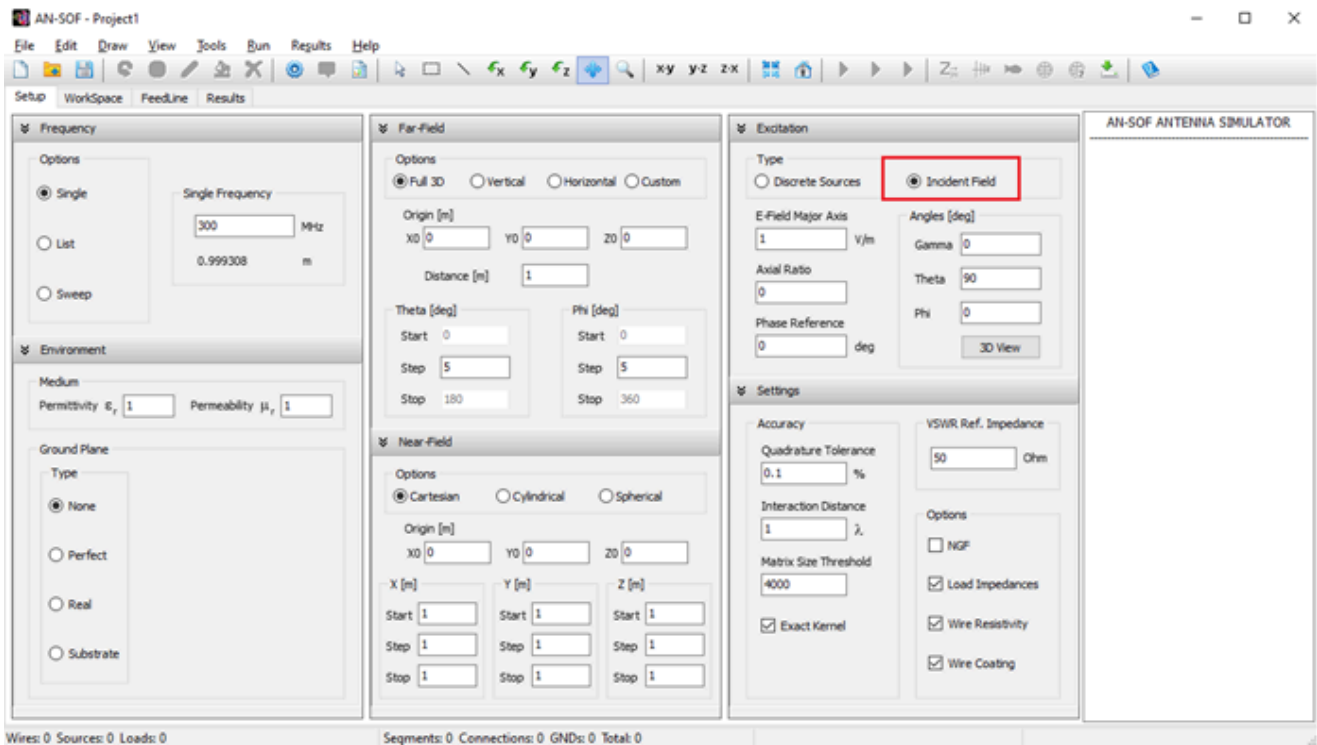 AN-SOF - Project1
File Edit Draw View Tools Run Results Help
x y z x-y y-z z-x
Setup WorkSpace FeedLine Results
Frequency
Options
Single
List
Sweep
Single Frequency
300 MHz
0.999308 m
Environment
Medium
Permittivity εr 1 Permeability μr 1
Ground Plane
Type
None
Perfect
Real
Substrate
Far-Field
Options
Full 3D Vertical Horizontal Custom
Origin [m]
X0 0 Y0 0 Z0 0
Distance [m] 1
Theta [deg]
Start 0
Step 5
Stop 180
Phi [deg]
Start 0
Step 5
Stop 360
Near-Field
Options
Cartesian Cylindrical Spherical
Origin [m]
X0 0 Y0 0 Z0 0
X [m] Y [m] Z [m]
Start 1 Start 1 Start 1
Step 1 Step 1 Step 1
Stop 1 Stop 1 Stop 1
Excitation
Type
Discrete Sources Incident Field
E-Field Major Axis
1 V/m
Axial Ratio
0
Phase Reference
0 deg
Angles [deg]
Gamma 0
Theta 90
Phi 0
3D View
Settings
Accuracy
Quadrature Tolerance
0.1 %
Interaction Distance
1 λ
Matrix Size Threshold
4000
Exact Kernel
VSWR Ref. Impedance
50 Ohm
Options
NGF
Load Impedances
Wire Resistivity
Wire Coating
AN-SOF ANTENNA SIMULATOR
Wires: 0 Sources: 0 Loads: 0 Segments: 0 Connections: 0 GNDs: 0 Total: 0